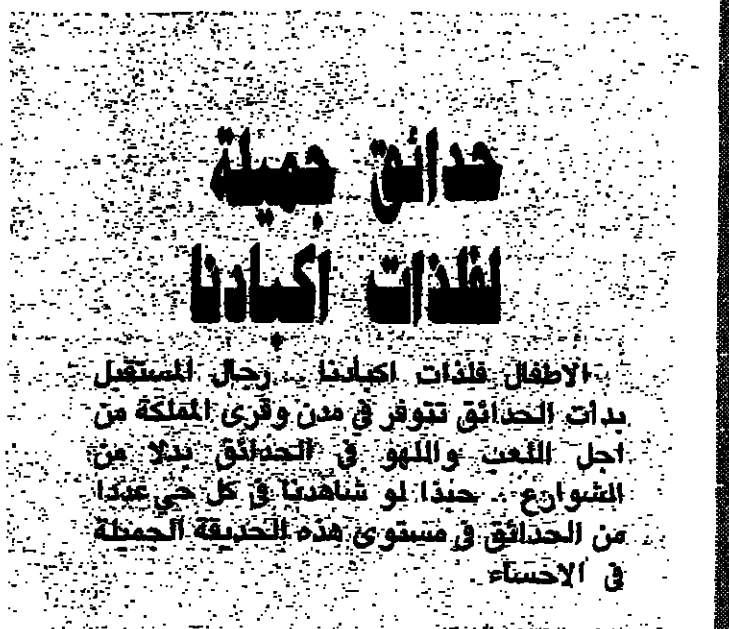 حدائق جميلة
لفلذات اكبادنا
الاطفال فلذات اكبادنا .. رجال المستقبل
بدأت الحدائق تتوفر في مدن وقرى المملكة من
اجل اللعب واللهو في الحدائق بدلا من
الشوارع .. حبذا لو شاهدنا في كل حي عددا
من الحدائق في مستوى هذه الحديقة الجميلة
في الاحساء .